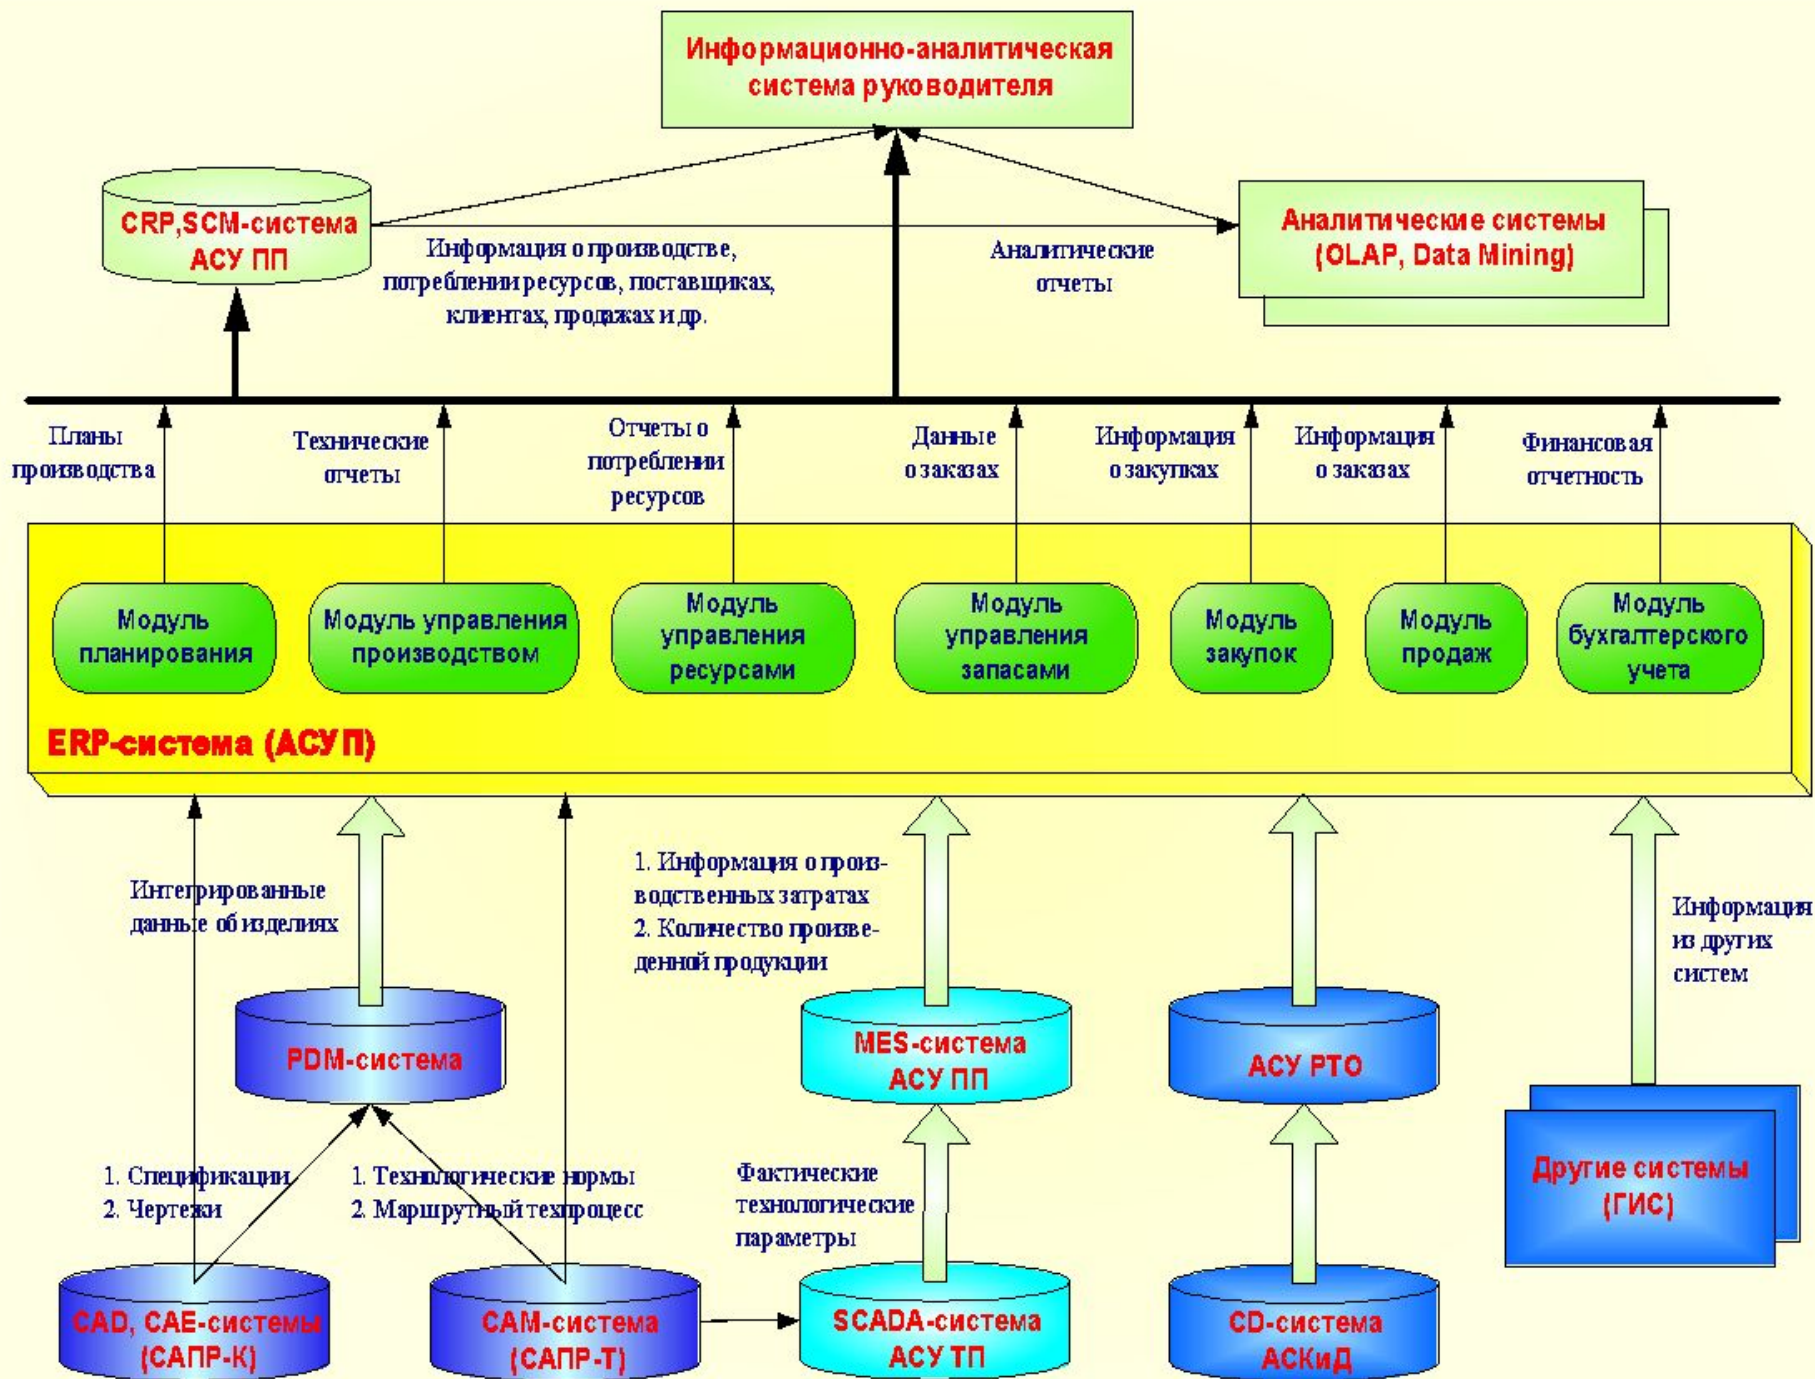 Информационно-аналитическая
система руководителя
CRP,SCM-система
АСУ ПП
Информация о производстве,
потреблении ресурсов, поставщиках,
клиентах, продажах и др.
Аналитические
отчеты
Аналитические системы
(OLAP, Data Mining)
Планы
производства
Технические
отчеты
Отчеты о
потреблении
ресурсов
Данные
о заказах
Информация
о закупках
Информация
о заказах
Финансовая
отчетность
Модуль
планирования
Модуль управления
производством
Модуль
управления
ресурсами
Модуль
управления
запасами
Модуль
закупок
Модуль
продаж
Модуль
бухгалтерского
учета
ERP-система (АСУП)
Интегрированные
данные об изделиях
1. Информация о произ-
водственных затратах
2. Количество произве-
денной продукции
Информация
из других
систем
PDM-система
MES-система
АСУ ПП
АСУ РТО
Другие системы
(ГИС)
1. Спецификации
2. Чертежи
1. Технологические нормы
2. Маршрутный техпроцесс
Фактические
технологические
параметры
CAD, CAE-системы
(САПР-К)
CAM-система
(САПР-Т)
SCADA-система
АСУ ТП
CD-система
АСКиД